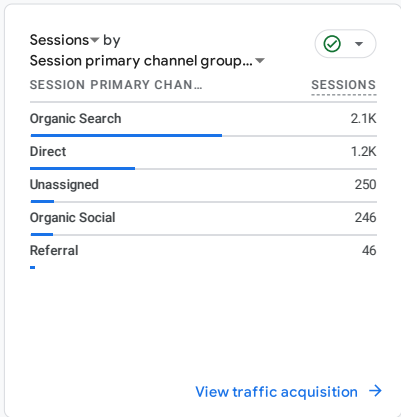 Sessions by
Session primary channel group...
SESSION PRIMARY CHAN... SESSIONS
Organic Search 2.1K
Direct 1.2K
Unassigned 250
Organic Social 246
Referral 46
View traffic acquisition